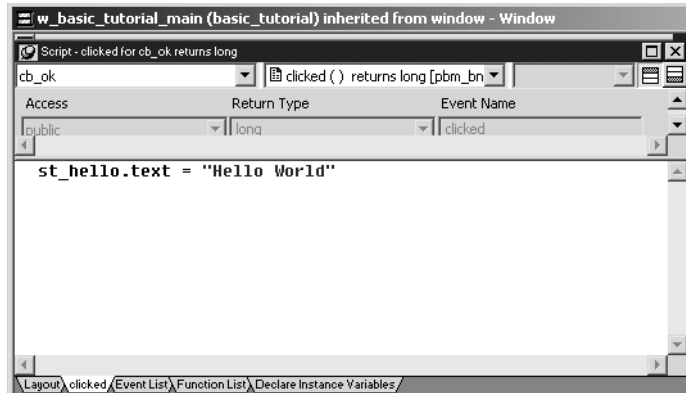 w_basic_tutorial_main (basic_tutorial) inherited from window - Window
Script - clicked for cb_ok returns long
cb_ok clicked ( ) returns long [pbm_bn
Access Return Type Event Name
public long clicked
st_hello.text = "Hello World"
Layout clicked Event List Function List Declare Instance Variables